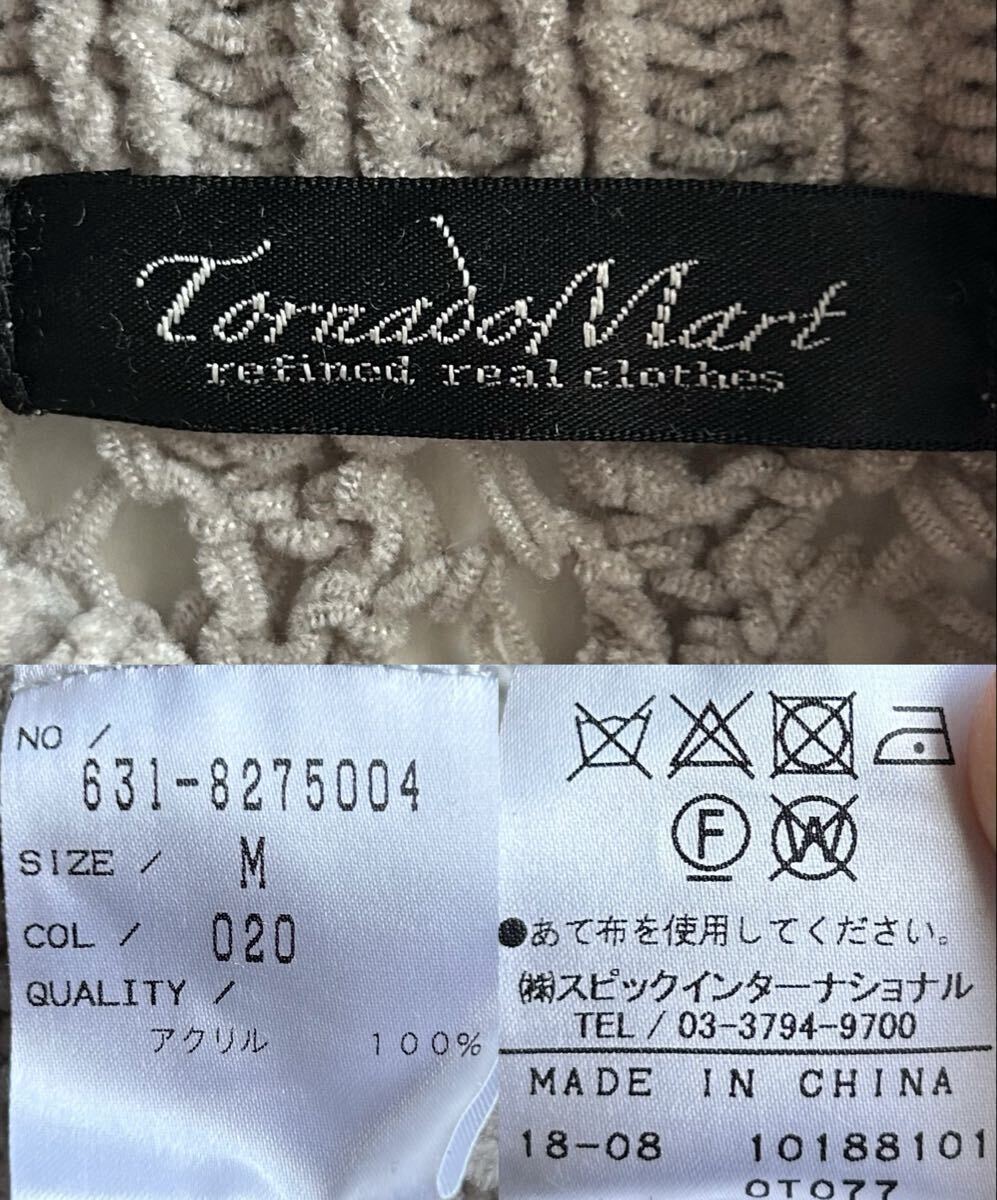 Tornado Mart
refined real clothes
NO /
631-8275004
SIZE / M
COL / 020
QUALITY /
アクリル 100%
F
W
●あて布を使用してください。
㈱スピックインターナショナル
TEL / 03-3794-9700
MADE IN CHINA
18-08 10188101